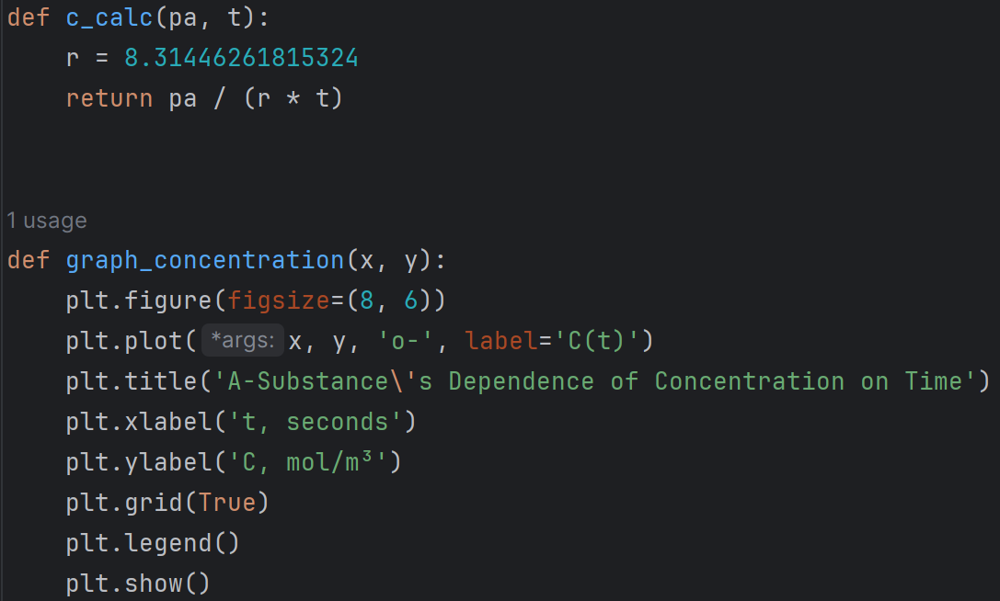 def c_calc(pa, t):
    r = 8.31446261815324
    return pa / (r * t)
1 usage
def graph_concentration(x, y):
    plt.figure(figsize=(8, 6))
    plt.plot( *args: x, y, 'o-', label='C(t)')
    plt.title('A-Substance\'s Dependence of Concentration on Time')
    plt.xlabel('t, seconds')
    plt.ylabel('C, mol/m³')
    plt.grid(True)
    plt.legend()
    plt.show()